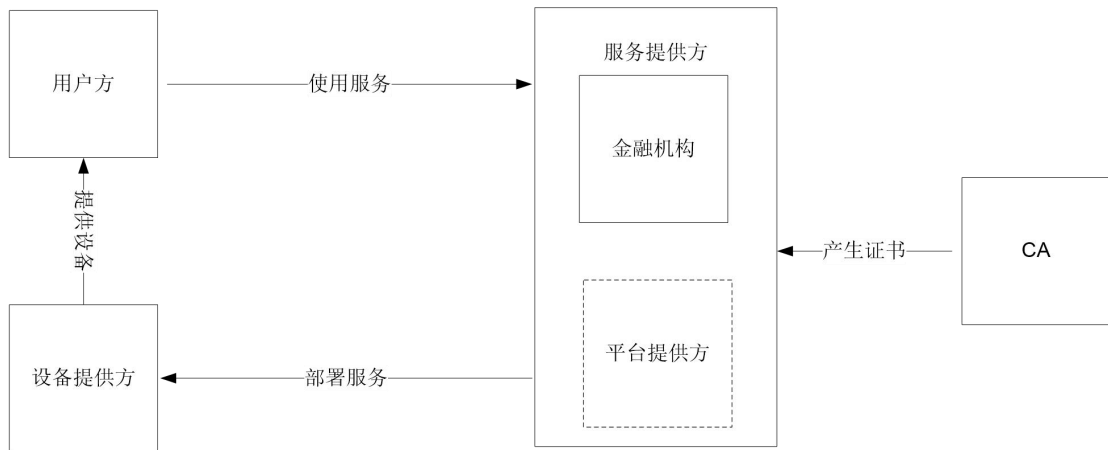 服务提供方
用户方
使用服务
金融机构
提供设备
产生证书
CA
设备提供方
部署服务
平台提供方